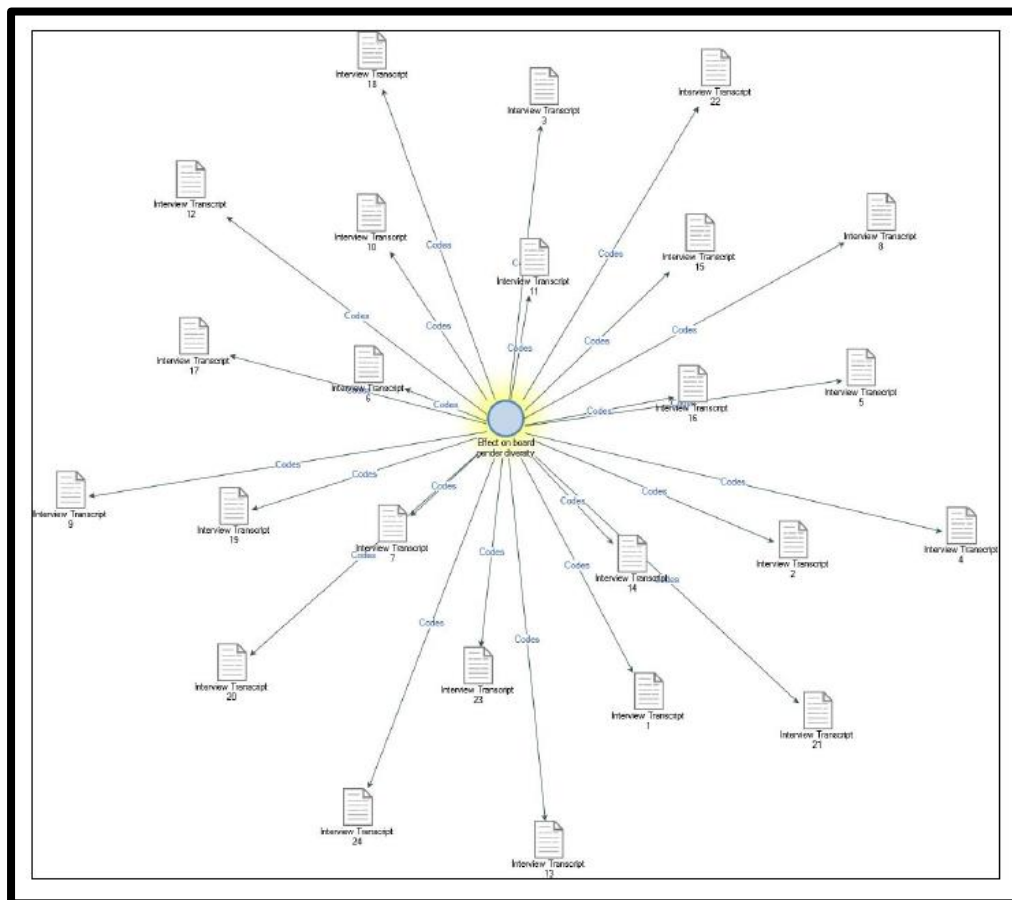 Interview Transcript
18
Interview Transcript
3
Interview Transcript
22
Interview Transcript
12
Interview Transcript
10
Interview Transcript
11
Interview Transcript
15
Interview Transcript
8
Codes
Codes
Codes
Codes
Codes
Codes
Codes
Codes
Interview Transcript
17
Interview Transcript
6
Interview Transcript
16
Interview Transcript
5
Codes
Codes
Effect on board
gender diversity
Interview Transcript
9
Interview Transcript
19
Interview Transcript
7
Interview Transcript
14
Interview Transcript
2
Interview Transcript
4
Codes
Codes
Codes
Codes
Codes
Codes
Codes
Codes
Codes
Codes
Codes
Interview Transcript
20
Interview Transcript
23
Interview Transcript
1
Interview Transcript
21
Interview Transcript
24
Interview Transcript
13